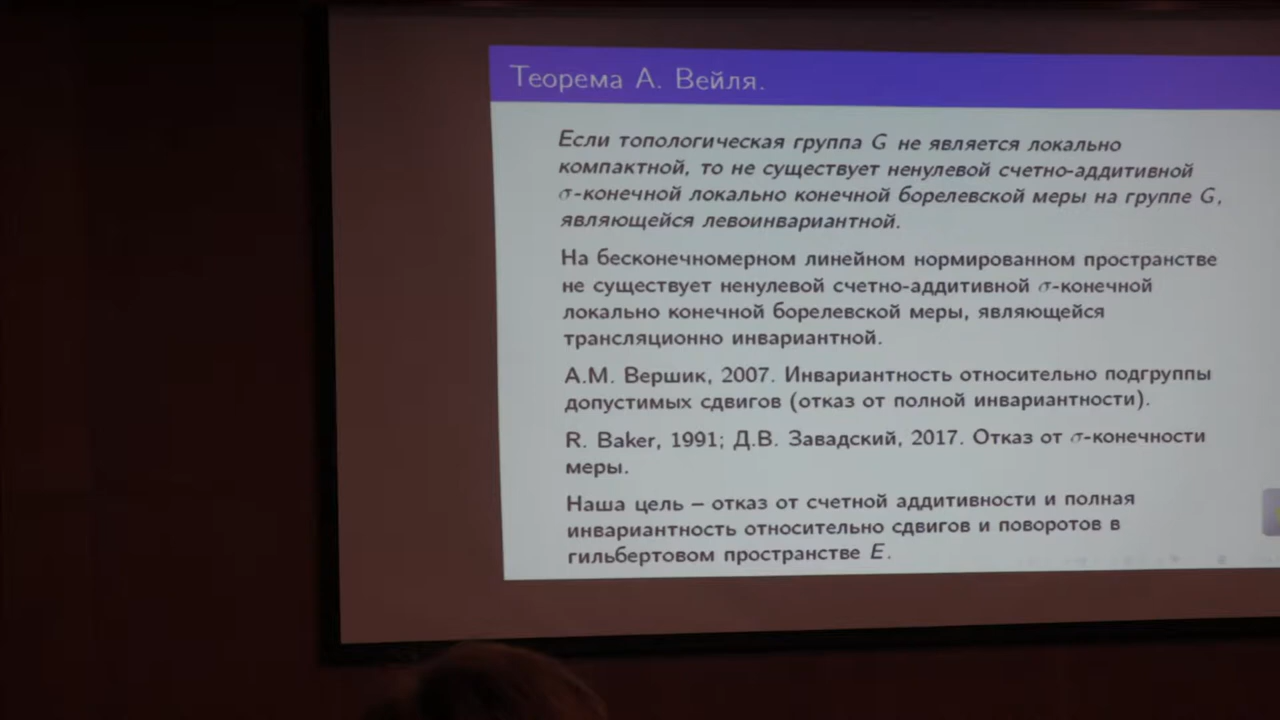 Теорема А. Вейля.
Если топологическая группа G не является локально
компактной, то не существует ненулевой счетно-аддитивной
σ-конечной локально конечной борелевской меры на группе G,
являющейся левоинвариантной.
На бесконечномерном линейном нормированном пространстве
не существует ненулевой счетно-аддитивной σ-конечной
локально конечной борелевской меры, являющейся
трансляционно инвариантной.
А.М. Вершик, 2007. Инвариантность относительно подгруппы
допустимых сдвигов (отказ от полной инвариантности).
R. Baker, 1991; Д.В. Завадский, 2017. Отказ от σ-конечности
меры.
Наша цель – отказ от счетной аддитивности и полная
инвариантность относительно сдвигов и поворотов в
гильбертовом пространстве E.